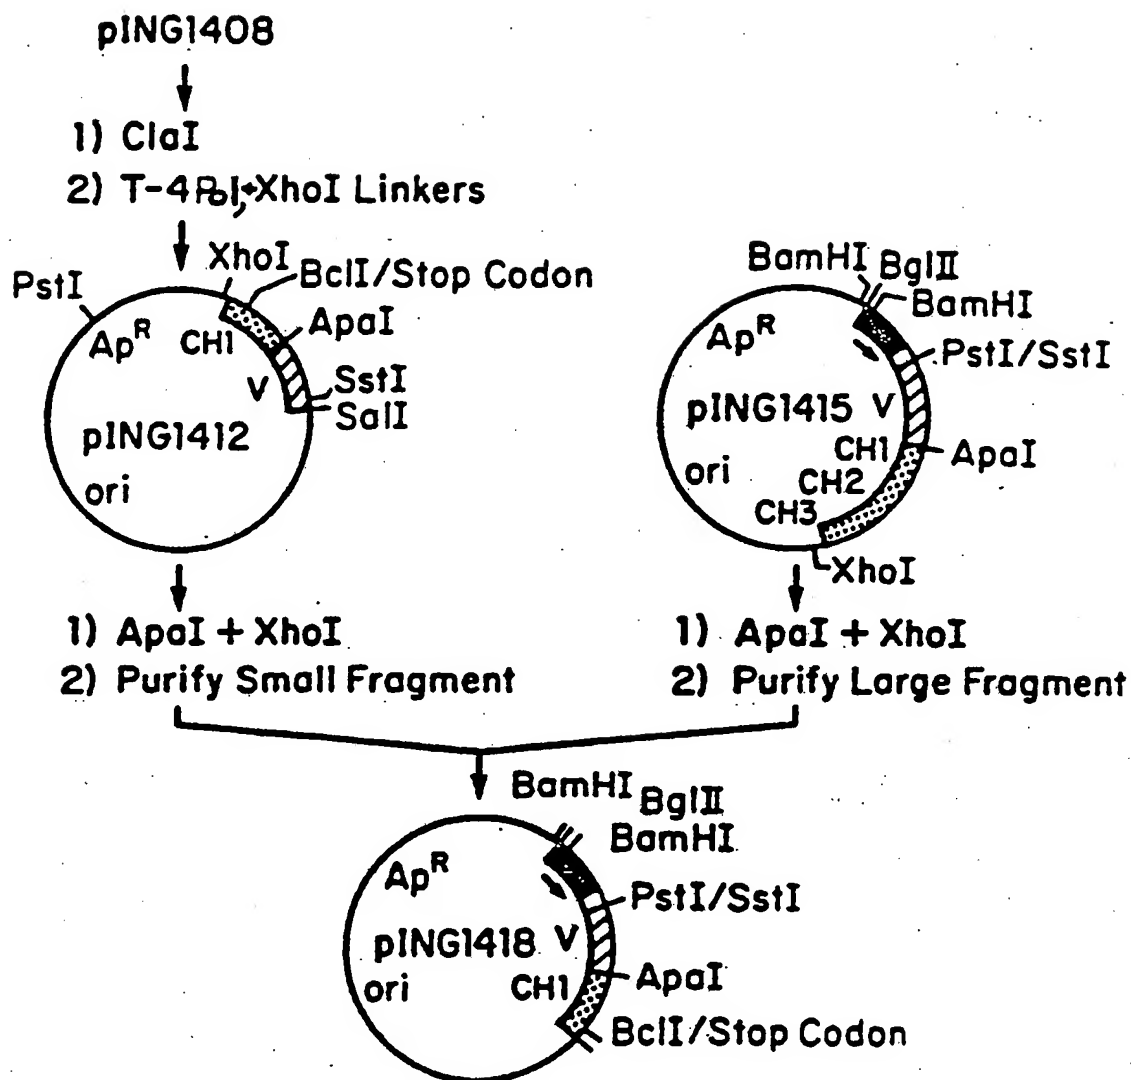 pING1408
1) ClaI
2) T-4 Pol,+XhoI Linkers
XhoI
BclI/Stop Codon
PstI
ApaI
Ap^R
CH1
V
SstI
SalI
pING1412
ori
1) ApaI + XhoI
2) Purify Small Fragment
BamHI
BglII
BamHI
Ap^R
PstI/SstI
pING1415
V
CH1
ApaI
ori
CH2
CH3
XhoI
1) ApaI + XhoI
2) Purify Large Fragment
BamHI
BglII
BamHI
Ap^R
PstI/SstI
pING1418
V
ori
CH1
ApaI
BclI/Stop Codon